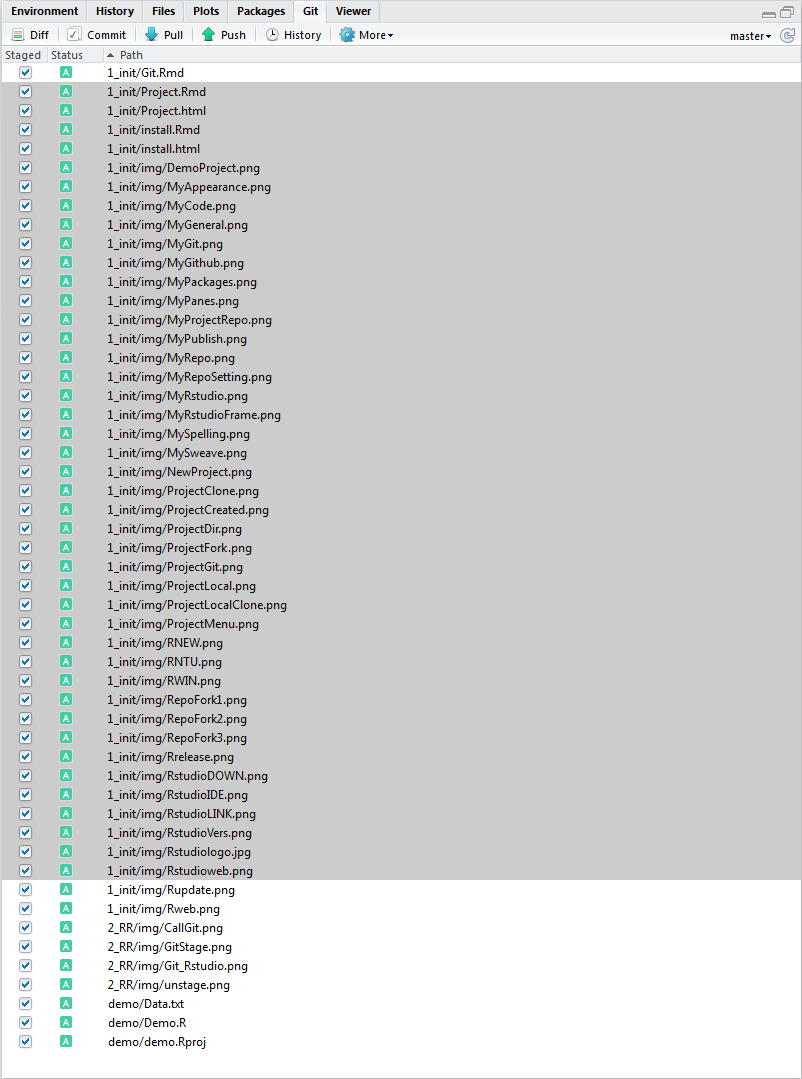 Environment History Files Plots Packages Git Viewer
Diff Commit Pull Push History More master
Staged Status Path
A 1_init/Git.Rmd
A 1_init/Project.Rmd
A 1_init/Project.html
A 1_init/install.Rmd
A 1_init/install.html
A 1_init/img/DemoProject.png
A 1_init/img/MyAppearance.png
A 1_init/img/MyCode.png
A 1_init/img/MyGeneral.png
A 1_init/img/MyGit.png
A 1_init/img/MyGithub.png
A 1_init/img/MyPackages.png
A 1_init/img/MyPanes.png
A 1_init/img/MyProjectRepo.png
A 1_init/img/MyPublish.png
A 1_init/img/MyRepo.png
A 1_init/img/MyRepoSetting.png
A 1_init/img/MyRstudio.png
A 1_init/img/MyRstudioFrame.png
A 1_init/img/MySpelling.png
A 1_init/img/MySweave.png
A 1_init/img/NewProject.png
A 1_init/img/ProjectClone.png
A 1_init/img/ProjectCreated.png
A 1_init/img/ProjectDir.png
A 1_init/img/ProjectFork.png
A 1_init/img/ProjectGit.png
A 1_init/img/ProjectLocal.png
A 1_init/img/ProjectLocalClone.png
A 1_init/img/ProjectMenu.png
A 1_init/img/RNEW.png
A 1_init/img/RNTU.png
A 1_init/img/RWIN.png
A 1_init/img/RepoFork1.png
A 1_init/img/RepoFork2.png
A 1_init/img/RepoFork3.png
A 1_init/img/Rrelease.png
A 1_init/img/RstudioDOWN.png
A 1_init/img/RstudioIDE.png
A 1_init/img/RstudioLINK.png
A 1_init/img/RstudioVers.png
A 1_init/img/Rstudiologo.jpg
A 1_init/img/Rstudioweb.png
A 1_init/img/Rupdate.png
A 1_init/img/Rweb.png
A 2_RR/img/CallGit.png
A 2_RR/img/GitStage.png
A 2_RR/img/Git_Rstudio.png
A 2_RR/img/unstage.png
A demo/Data.txt
A demo/Demo.R
A demo/demo.Rproj